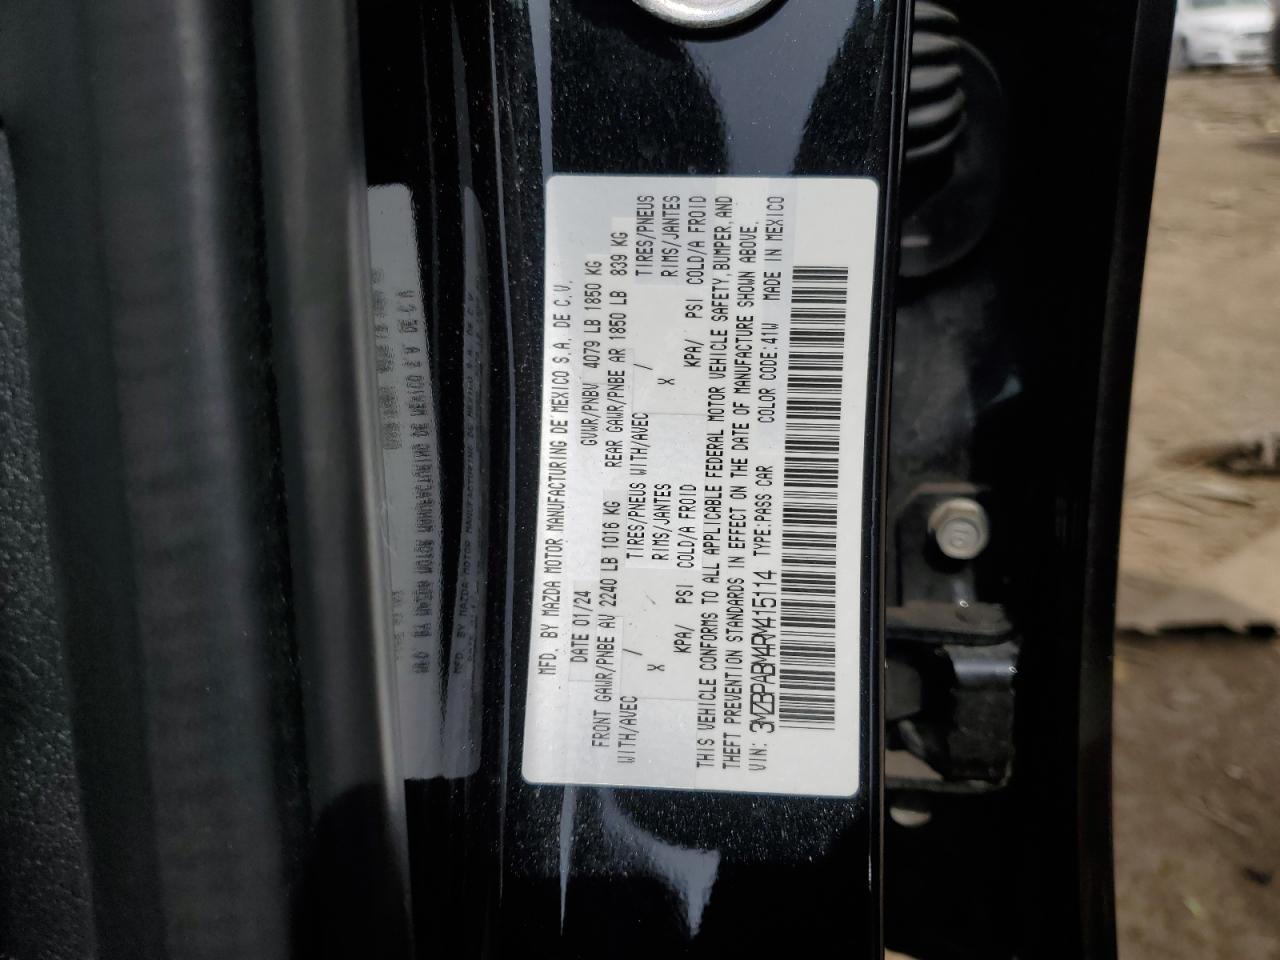 MFD. BY MAZDA MOTOR MANUFACTURING DE MEXICO S.A. DE C.V.
DATE 01/24 GVWR/PNBV 4079 LB 1850 KG
FRONT GAWR/PNBE AV 2240 LB 1016 KG REAR GAWR/PNBE AR 1850 LB 839 KG
WITH/AVEC / TIRES/PNEUS WITH/AVEC / TIRES/PNEUS
X RIMS/JANTES X RIMS/JANTES
KPA/ PSI COLD/A FROID KPA/ PSI COLD/A FROID
THIS VEHICLE CONFORMS TO ALL APPLICABLE FEDERAL MOTOR VEHICLE SAFETY, BUMPER, AND
THEFT PREVENTION STANDARDS IN EFFECT ON THE DATE OF MANUFACTURE SHOWN ABOVE.
VIN: 3MZBPABM4RM415114 TYPE:PASS CAR COLOR CODE:41W MADE IN MEXICO